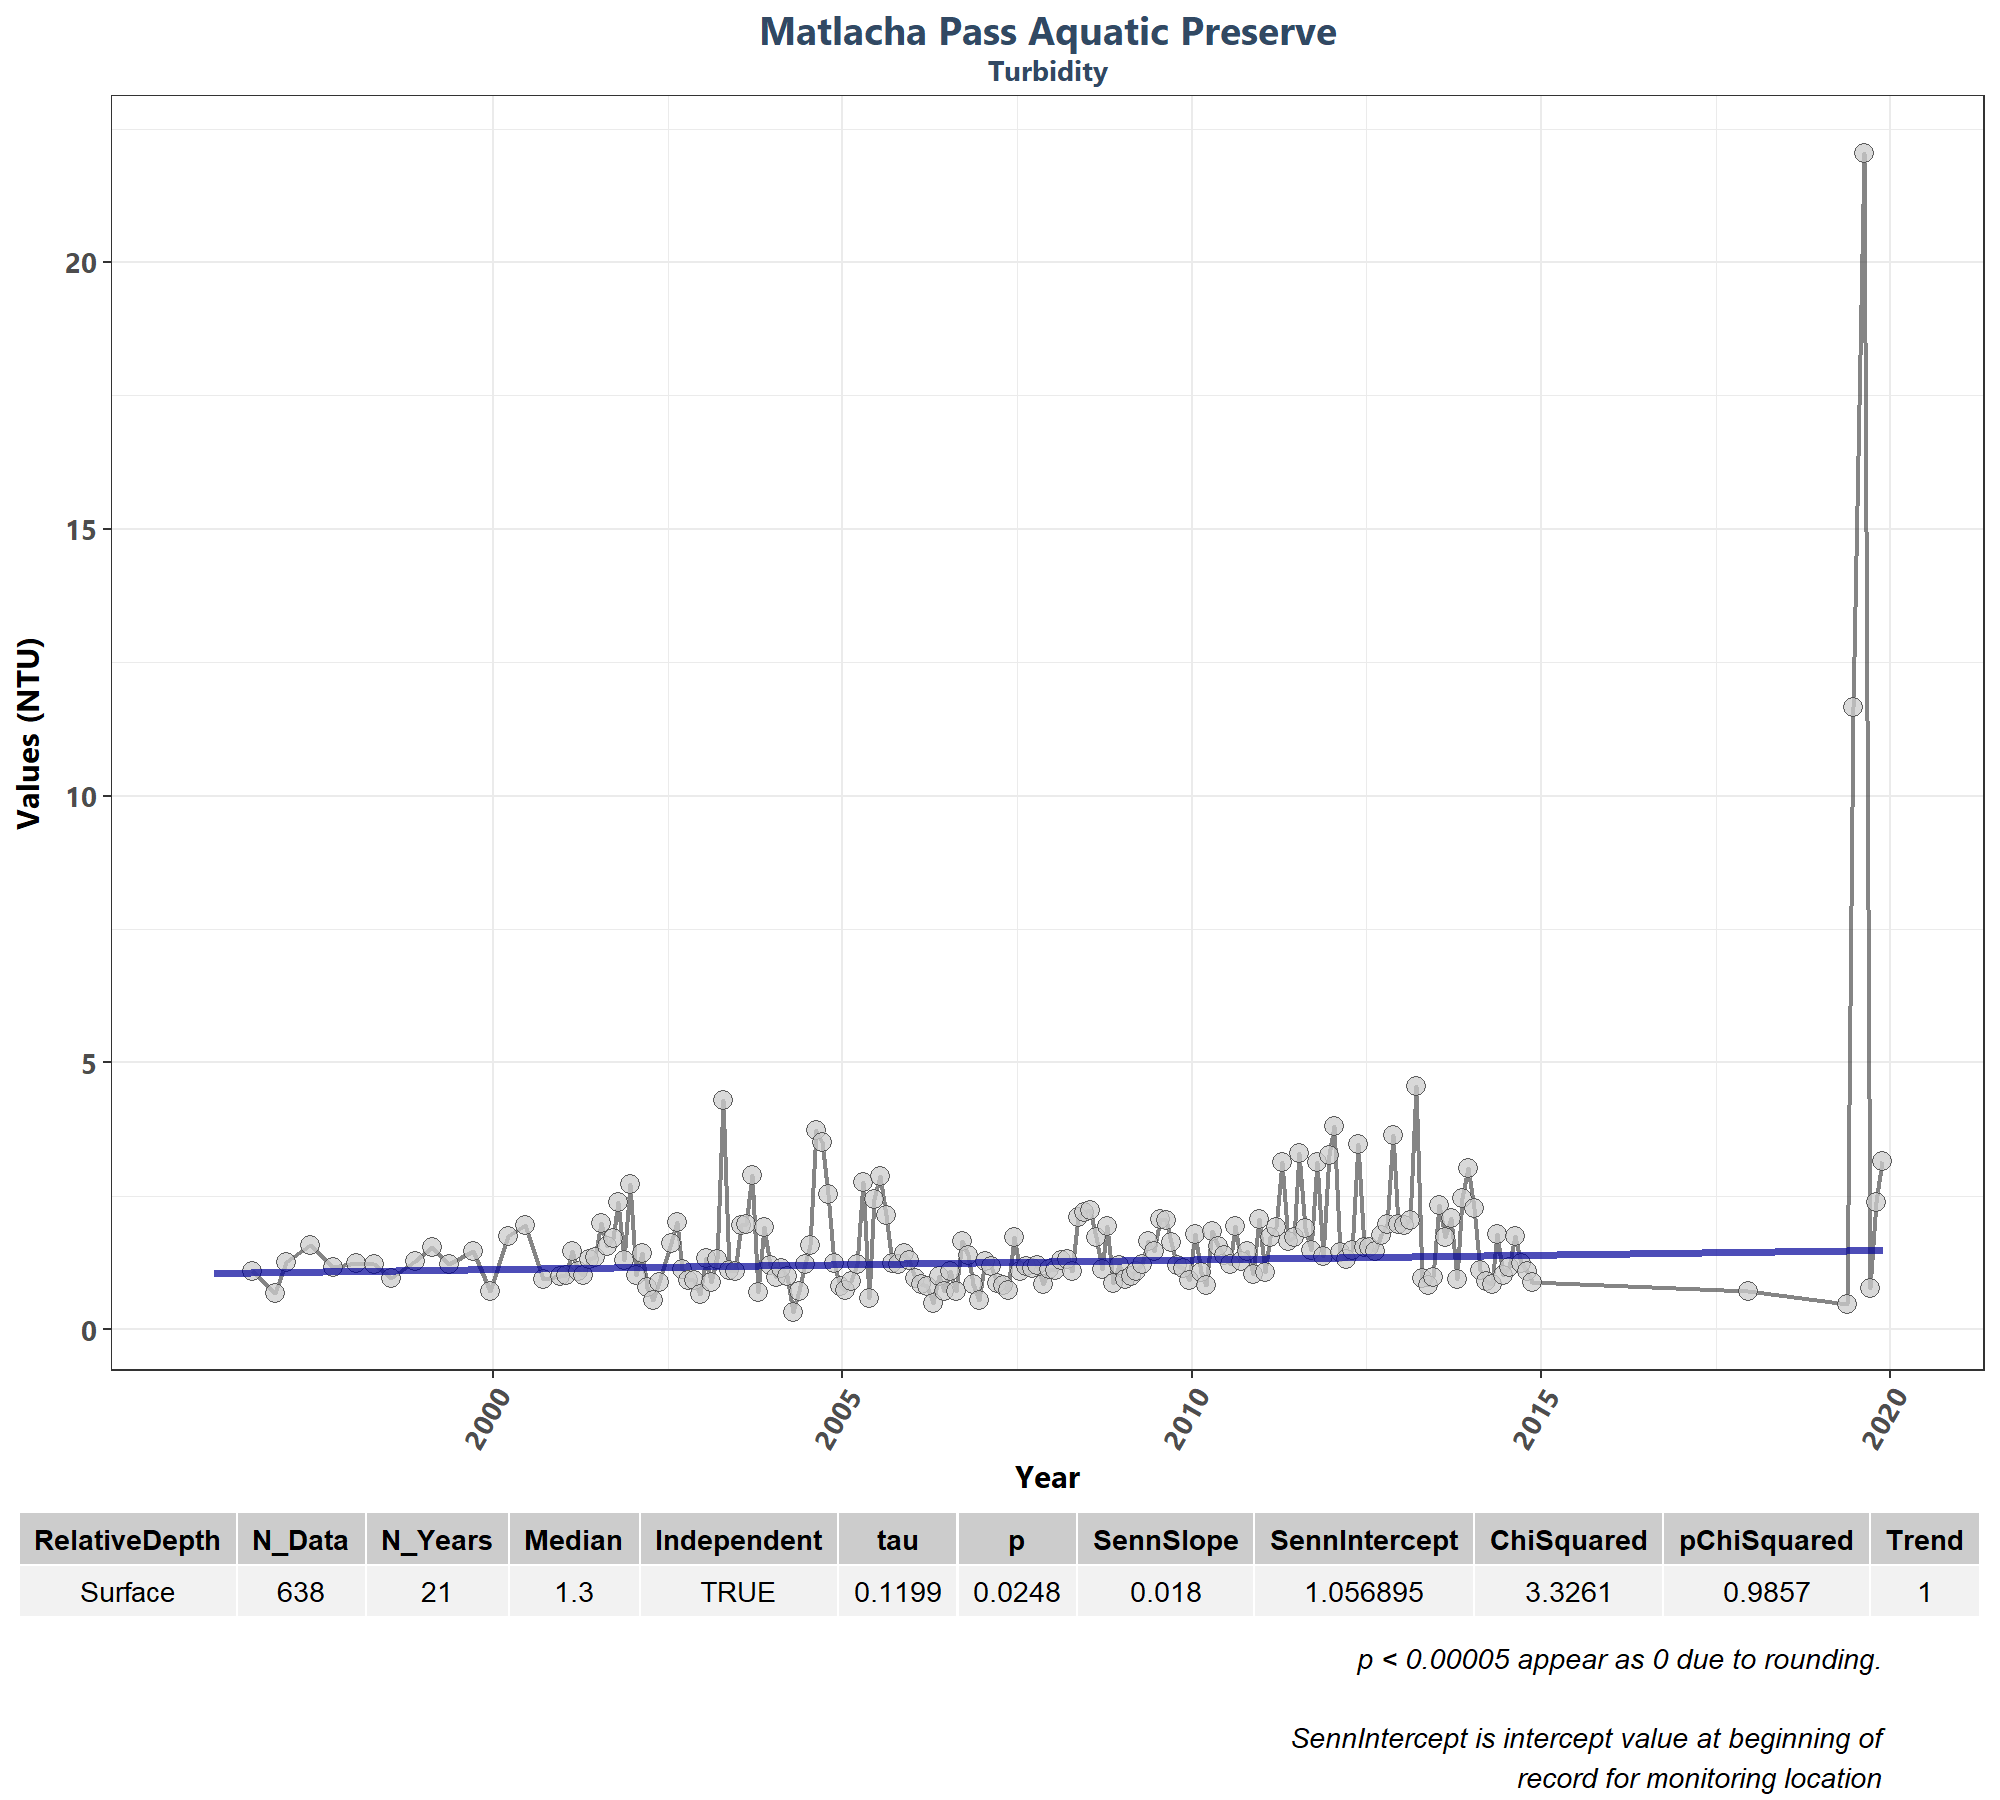 Matlacha Pass Aquatic Preserve
Turbidity
Values (NTU)
20
15
10
5
0
2000
2005
2010
2015
2020
Year
RelativeDepth N_Data N_Years Median Independent tau p SennSlope SennIntercept ChiSquared pChiSquared Trend
Surface 638 21 1.3 TRUE 0.1199 0.0248 0.018 1.056895 3.3261 0.9857 1
p < 0.00005 appear as 0 due to rounding.
SennIntercept is intercept value at beginning of
record for monitoring location